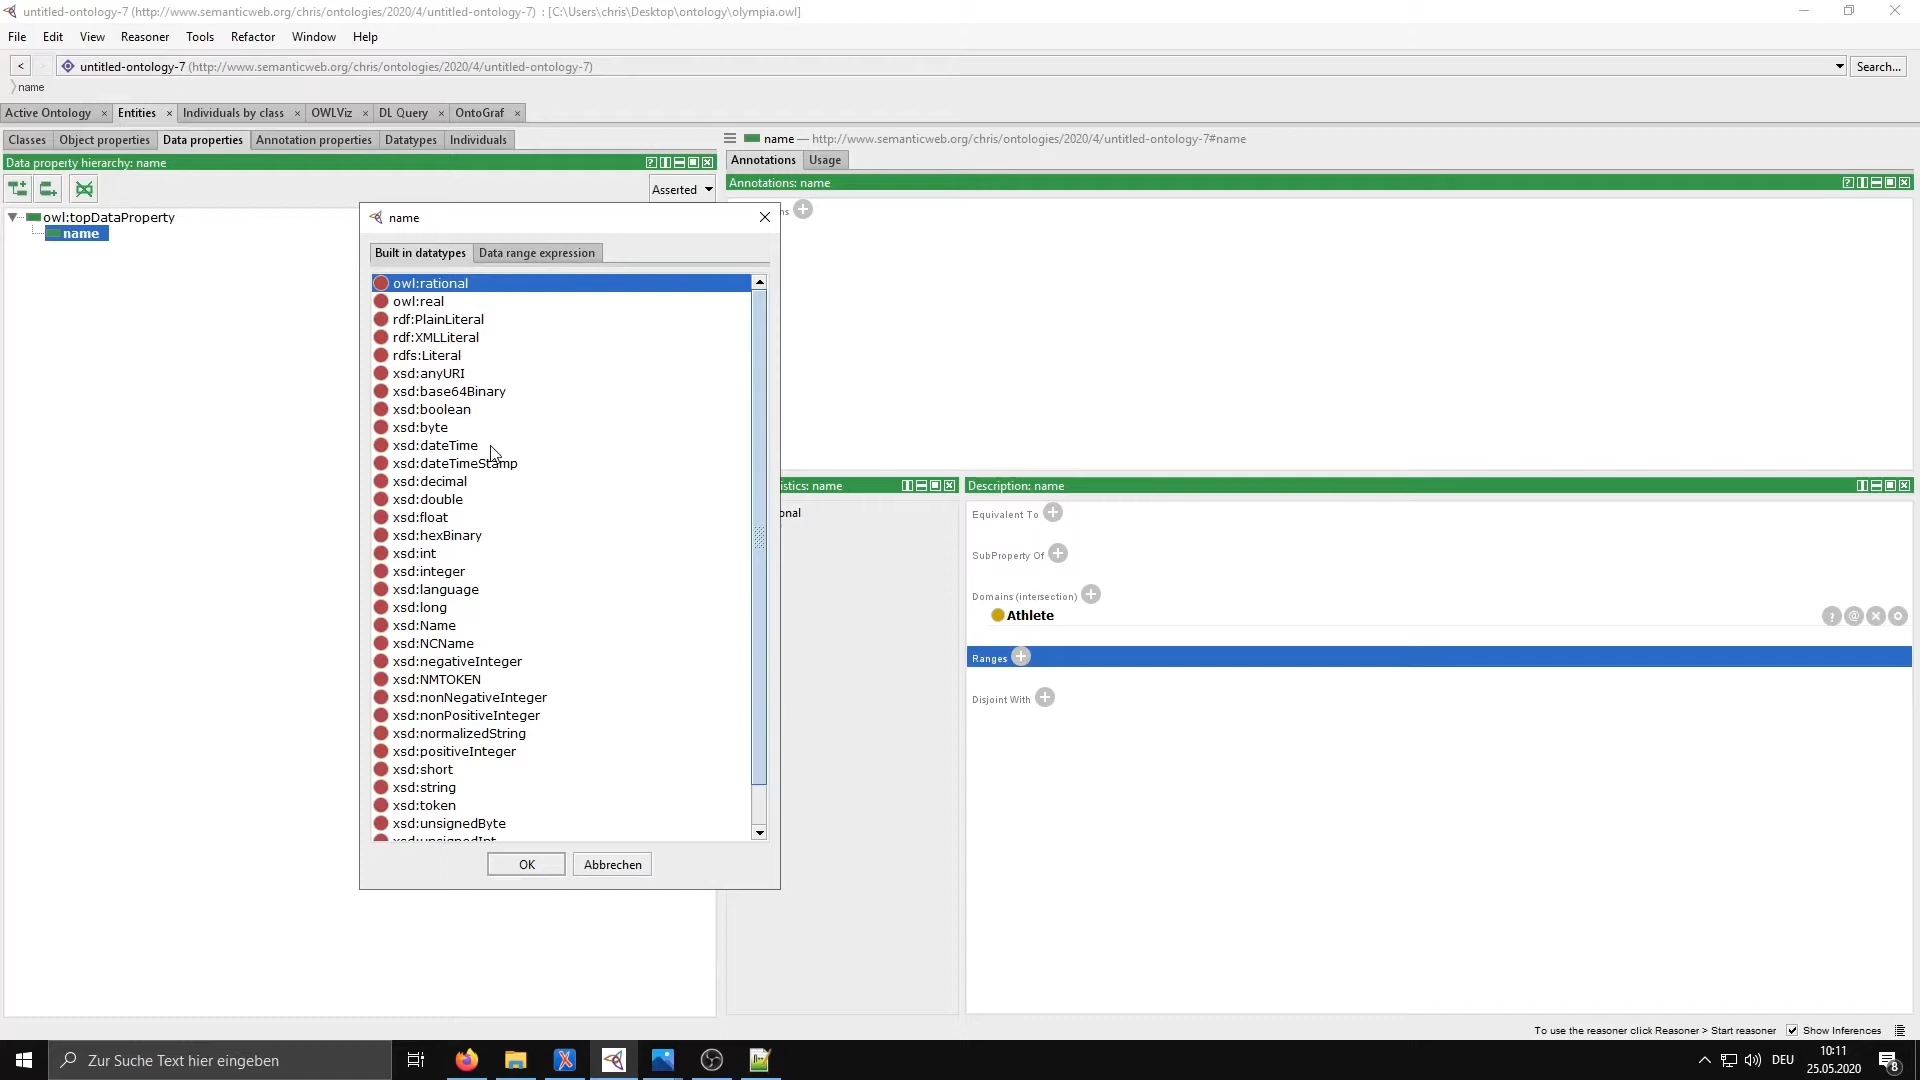 untitled-ontology-7 (http://www.semanticweb.org/chris/ontologies/2020/4/untitled-ontology-7) : [C:\Users\chris\Desktop\ontology\olympia.owl]
File Edit View Reasoner Tools Refactor Window Help
< untitled-ontology-7 (http://www.semanticweb.org/chris/ontologies/2020/4/untitled-ontology-7) Search...
name
Active Ontology × Entities × Individuals by class × OWLViz × DL Query × OntoGraf ×
Classes Object properties Data properties Annotation properties Datatypes Individuals
name — http://www.semanticweb.org/chris/ontologies/2020/4/untitled-ontology-7#name
Annotations Usage
Data property hierarchy: name
Annotations: name
Asserted
owl:topDataProperty
name
name
Built in datatypes Data range expression
owl:rational
owl:real
rdf:PlainLiteral
rdf:XMLLiteral
rdfs:Literal
xsd:anyURI
xsd:base64Binary
xsd:boolean
xsd:byte
xsd:dateTime
xsd:dateTimeStamp
xsd:decimal
xsd:double
xsd:float
xsd:hexBinary
xsd:int
xsd:integer
xsd:language
xsd:long
xsd:Name
xsd:NCName
xsd:negativeInteger
xsd:NMTOKEN
xsd:nonNegativeInteger
xsd:nonPositiveInteger
xsd:normalizedString
xsd:positiveInteger
xsd:short
xsd:string
xsd:token
xsd:unsignedByte
xsd:unsignedInt
OK Abbrechen
ns
istics: name
onal
Description: name
Equivalent To
SubProperty Of
Domains (intersection)
Athlete
Ranges
Disjoint With
To use the reasoner click Reasoner > Start reasoner Show Inferences
Zur Suche Text hier eingeben
DEU
10:11
25.05.2020
8